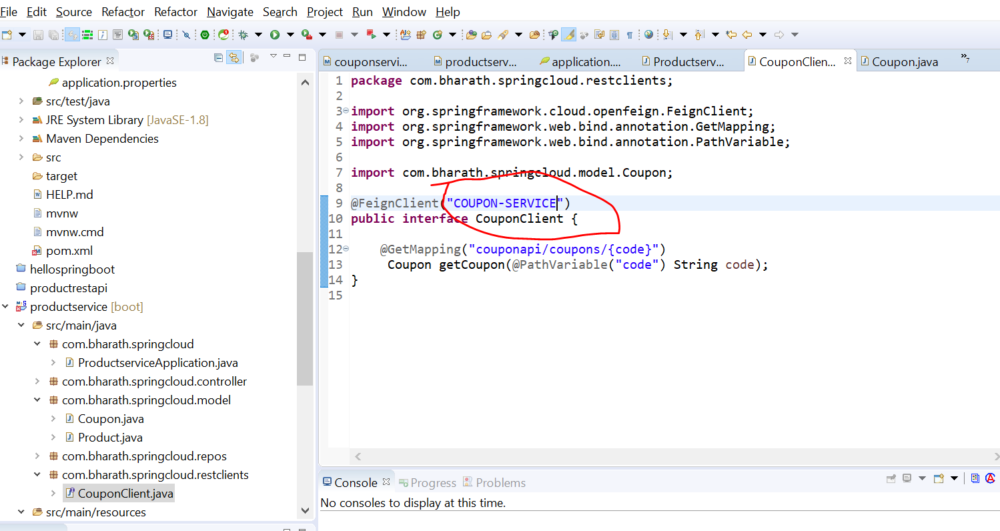 File Edit Source Refactor Refactor Navigate Search Project Run Window Help
Package Explorer
application.properties
src/test/java
JRE System Library [JavaSE-1.8]
Maven Dependencies
src
target
HELP.md
mvnw
mvnw.cmd
pom.xml
hellospringboot
productrestapi
productservice [boot]
src/main/java
com.bharath.springcloud
ProductserviceApplication.java
com.bharath.springcloud.controller
com.bharath.springcloud.model
Coupon.java
Product.java
com.bharath.springcloud.repos
com.bharath.springcloud.restclients
CouponClient.java
src/main/resources
couponservi... productserv... application.... Productserv... CouponClien... Coupon.java »7
1 package com.bharath.springcloud.restclients;
2
3 import org.springframework.cloud.openfeign.FeignClient;
4 import org.springframework.web.bind.annotation.GetMapping;
5 import org.springframework.web.bind.annotation.PathVariable;
6
7 import com.bharath.springcloud.model.Coupon;
8
9 @FeignClient("COUPON-SERVICE")
10 public interface CouponClient {
11
12 @GetMapping("couponapi/coupons/{code}")
13 Coupon getCoupon(@PathVariable("code") String code);
14 }
15
Console Progress Problems
No consoles to display at this time.